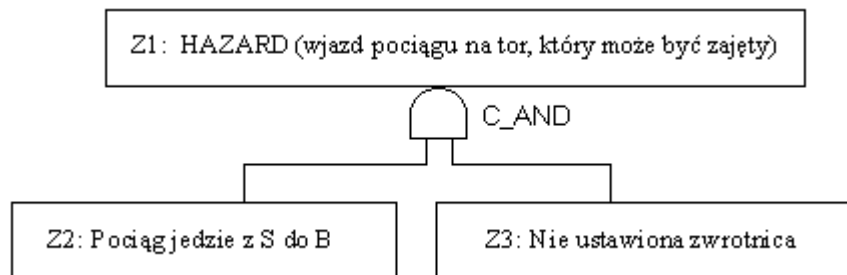 Z1: HAZARD (wjazd pociągu na tor, który może być zajęty)
C_AND
Z2: Pociąg jedzie z S do B
Z3: Nie ustawiona zwrotnica